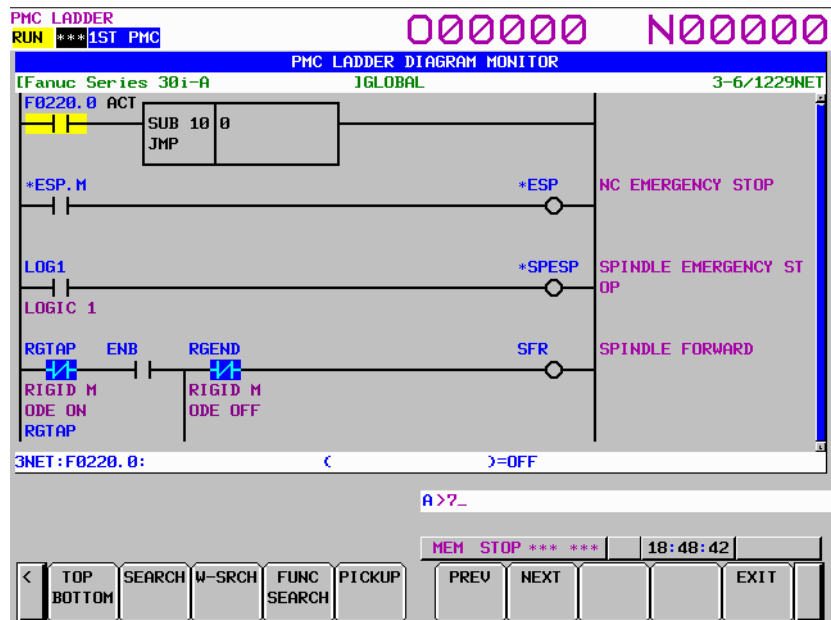 PMC LADDER
RUN *** 1ST PMC
O00000 N00000
PMC LADDER DIAGRAM MONITOR
[Fanuc Series 30i-A ]GLOBAL 3-6/1229NET
F0220.0 ACT
SUB 10 0
JMP
*ESP.M *ESP NC EMERGENCY STOP
LOG1 *SPESP SPINDLE EMERGENCY ST
OP
LOGIC 1
RGTAP ENB RGEND SFR SPINDLE FORWARD
RIGID M RIGID M
ODE ON ODE OFF
RGTAP
3NET:F0220.0: ( )=OFF
A>7_
MEM STOP *** *** 18:48:42
< TOP SEARCH W-SRCH FUNC PICKUP PREV NEXT EXIT
BOTTOM SEARCH